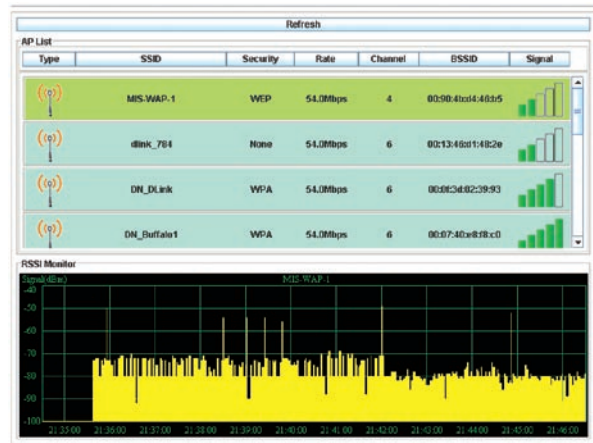 Refresh
AP List
Type SSID Security Rate Channel BSSID Signal
MIS-WAP-1 WEP 54.0Mbps 4 00:90:4b:d4:46:b5
dlink_784 None 54.0Mbps 6 00:13:46:d1:48:2e
DN_DLink WPA 54.0Mbps 6 00:0f:3d:02:39:93
DN_Buffalo1 WPA 54.0Mbps 6 00:07:40:e8:f8:c0
RSSI Monitor
Signal(dBm) MIS-WAP-1
-40
-50
-60
-70
-80
-90
-100
21:35:00 21:36:00 21:37:00 21:38:00 21:39:00 21:40:00 21:41:00 21:42:00 21:43:00 21:44:00 21:45:00 21:46:00